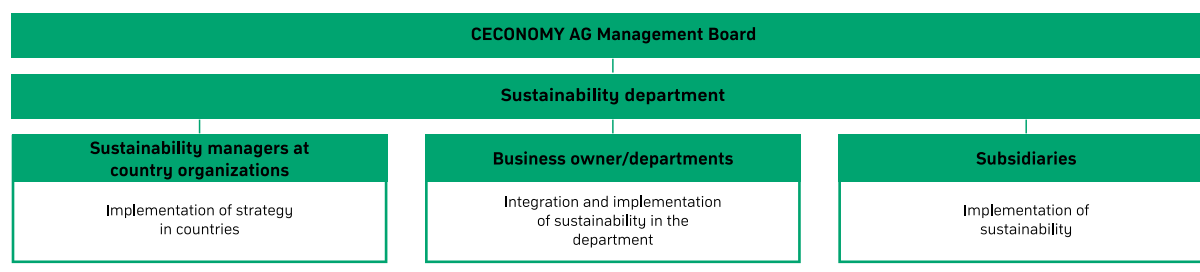 CECONOMY AG Management Board
Sustainability department
Sustainability managers at
country organizations
Implementation of strategy
in countries
Business owner/departments
Integration and implementation
of sustainability in the
department
Subsidiaries
Implementation of
sustainability